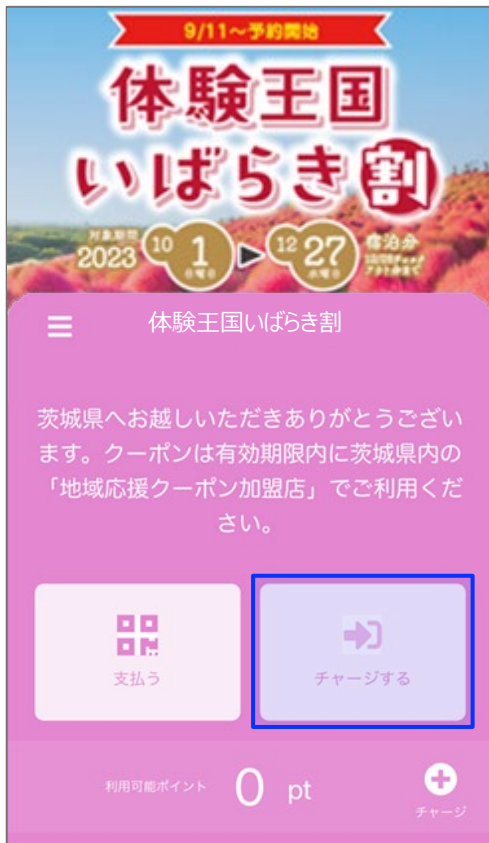 9/11〜予約開始
体験王国
いばらき割
対象期間
2023 10 1 日曜日 ▶ 12 27 水曜日 宿泊分
体験王国いばらき割
茨城県へお越しいただきありがとうござい
ます。クーポンは有効期限内に茨城県内の
「地域応援クーポン加盟店」でご利用くだ
さい。
支払う
チャージする
利用可能ポイント 0 pt
チャージ